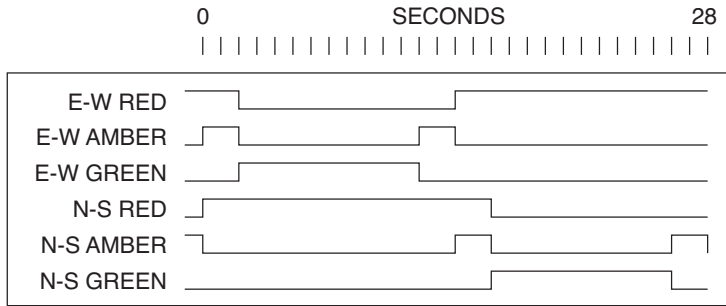 0 SECONDS 28
E-W RED
E-W AMBER
E-W GREEN
N-S RED
N-S AMBER
N-S GREEN